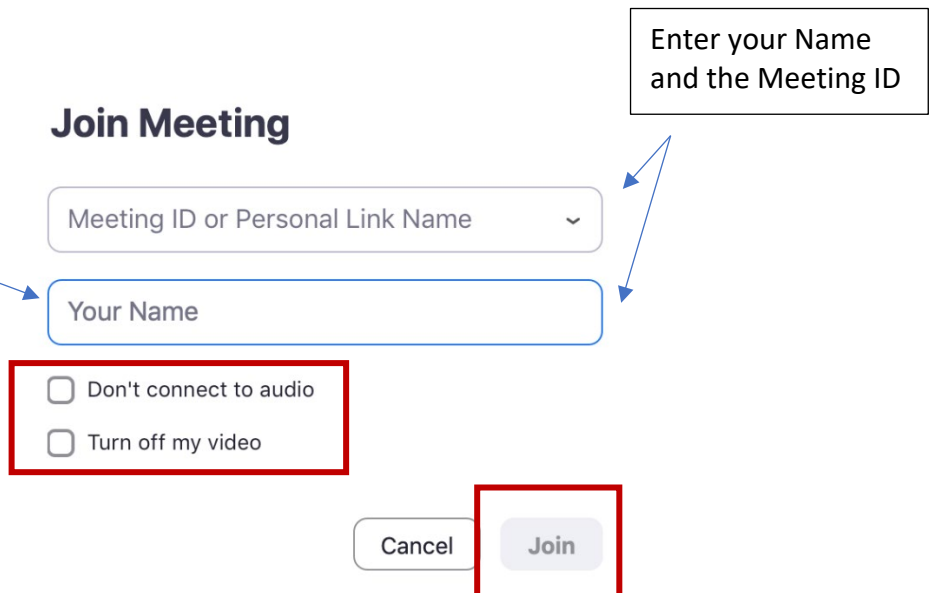 Enter your Name
and the Meeting ID
Join Meeting
Meeting ID or Personal Link Name
Your Name
Don't connect to audio
Turn off my video
Cancel
Join